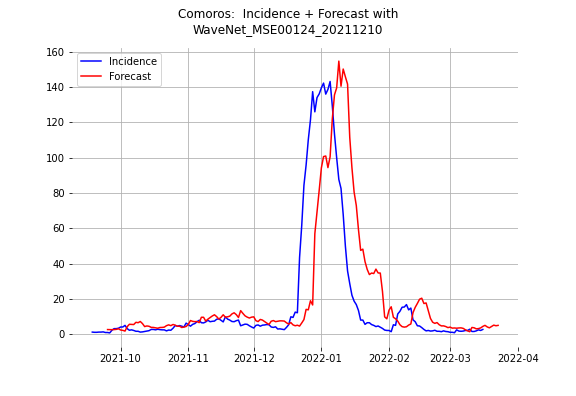 Comoros:  Incidence + Forecast with
WaveNet_MSE00124_20211210
Incidence
Forecast
160
140
120
100
80
60
40
20
0
2021-10 2021-11 2021-12 2022-01 2022-02 2022-03 2022-04